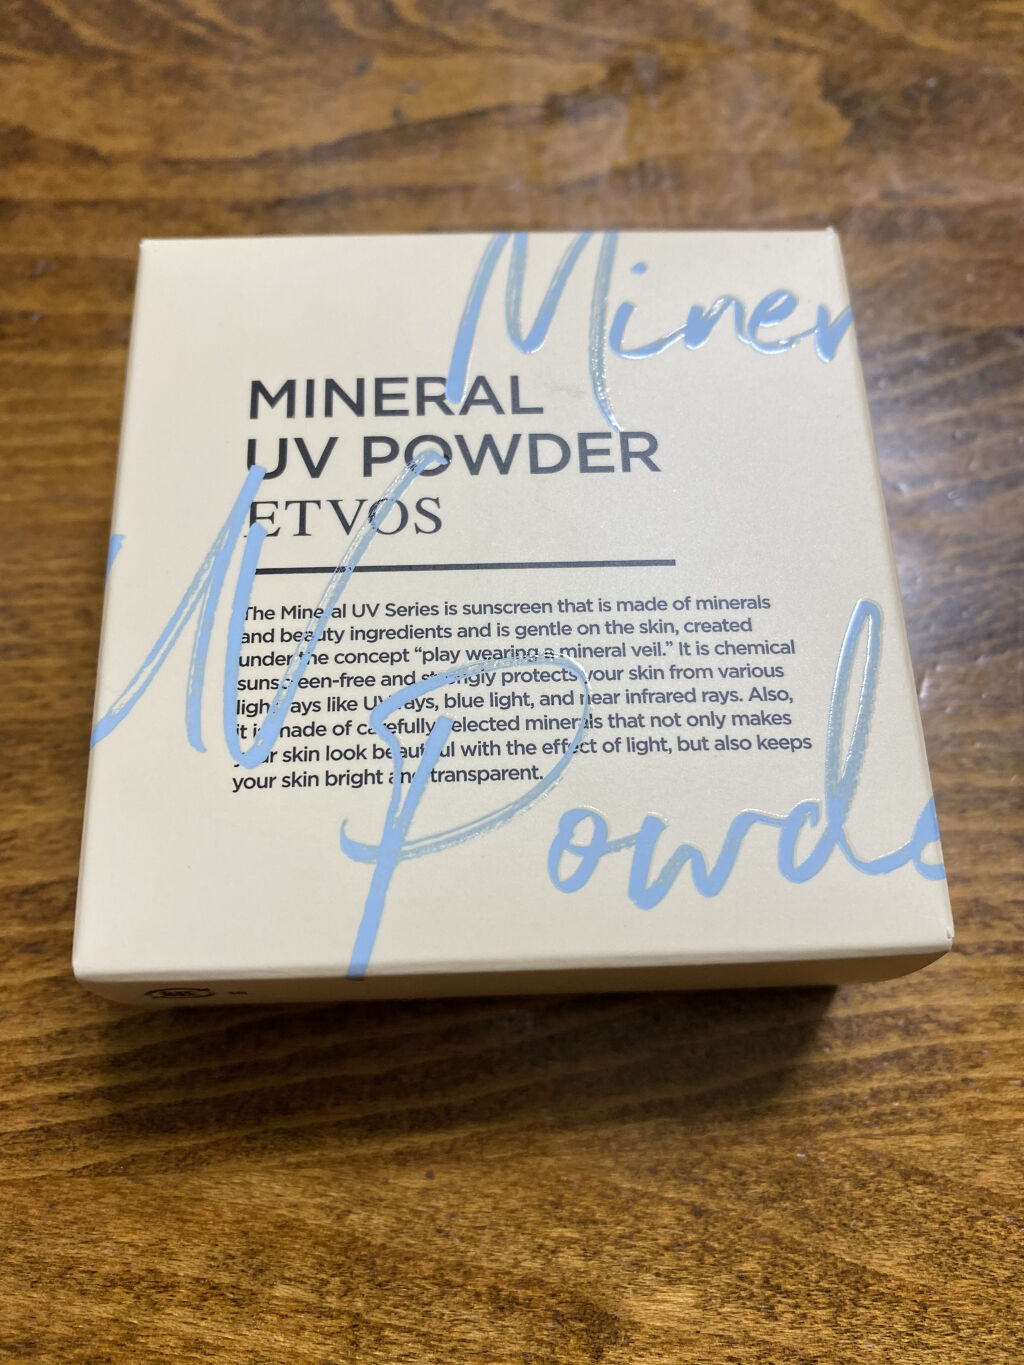 Miner
MINERAL
UV POWDER
ETVOS
UV
The Mineral UV Series is sunscreen that is made of minerals
and beauty ingredients and is gentle on the skin, created
under the concept “play wearing a mineral veil.” It is chemical
sunscreen-free and strongly protects your skin from various
light rays like UV rays, blue light, and near infrared rays. Also,
it is made of carefully selected minerals that not only makes
your skin look beautiful with the effect of light, but also keeps
your skin bright and transparent.
Powde